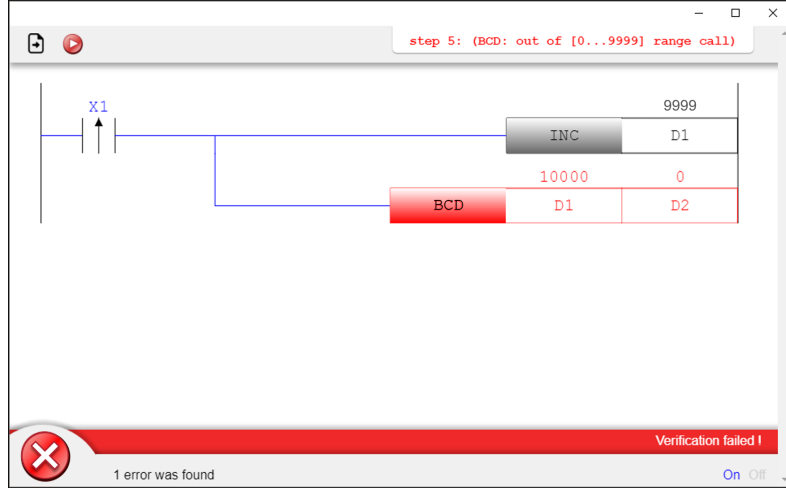 step 5: (BCD: out of [0...9999] range call)
X1
9999
INC D1
10000 0
BCD D1 D2
Verification failed !
1 error was found
On Off